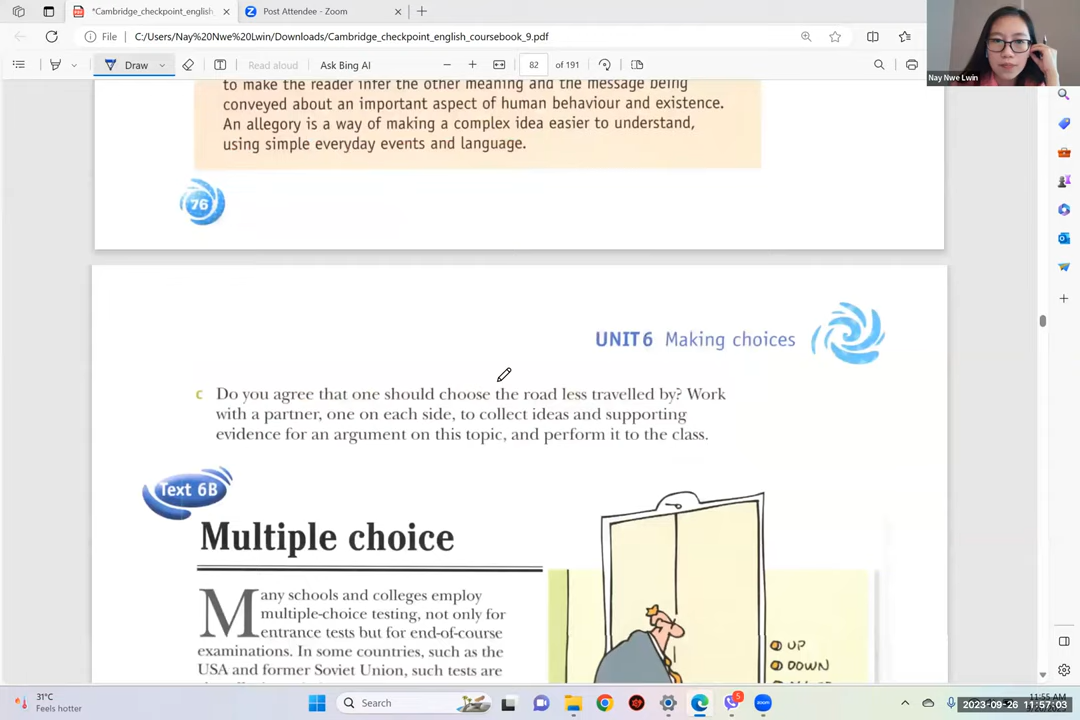 *Cambridge_checkpoint_english
Post Attendee - Zoom
File
C:/Users/Nay%20Nwe%20Lwin/Downloads/Cambridge_checkpoint_english_coursebook_9.pdf
Draw
Read aloud
Ask Bing AI
82
of 191
Nay Nwe Lwin
to make the reader infer the other meaning and the message being
conveyed about an important aspect of human behaviour and existence.
An allegory is a way of making a complex idea easier to understand,
using simple everyday events and language.
76
UNIT 6 Making choices
C Do you agree that one should choose the road less travelled by? Work
with a partner, one on each side, to collect ideas and supporting
evidence for an argument on this topic, and perform it to the class.
Text 6B
Multiple choice
Many schools and colleges employ
multiple-choice testing, not only for
entrance tests but for end-of-course
examinations. In some countries, such as the
USA and former Soviet Union, such tests are
UP
DOWN
31°C
Feels hotter
Search
5
11:55 AM
2023-09-26 11:57:03